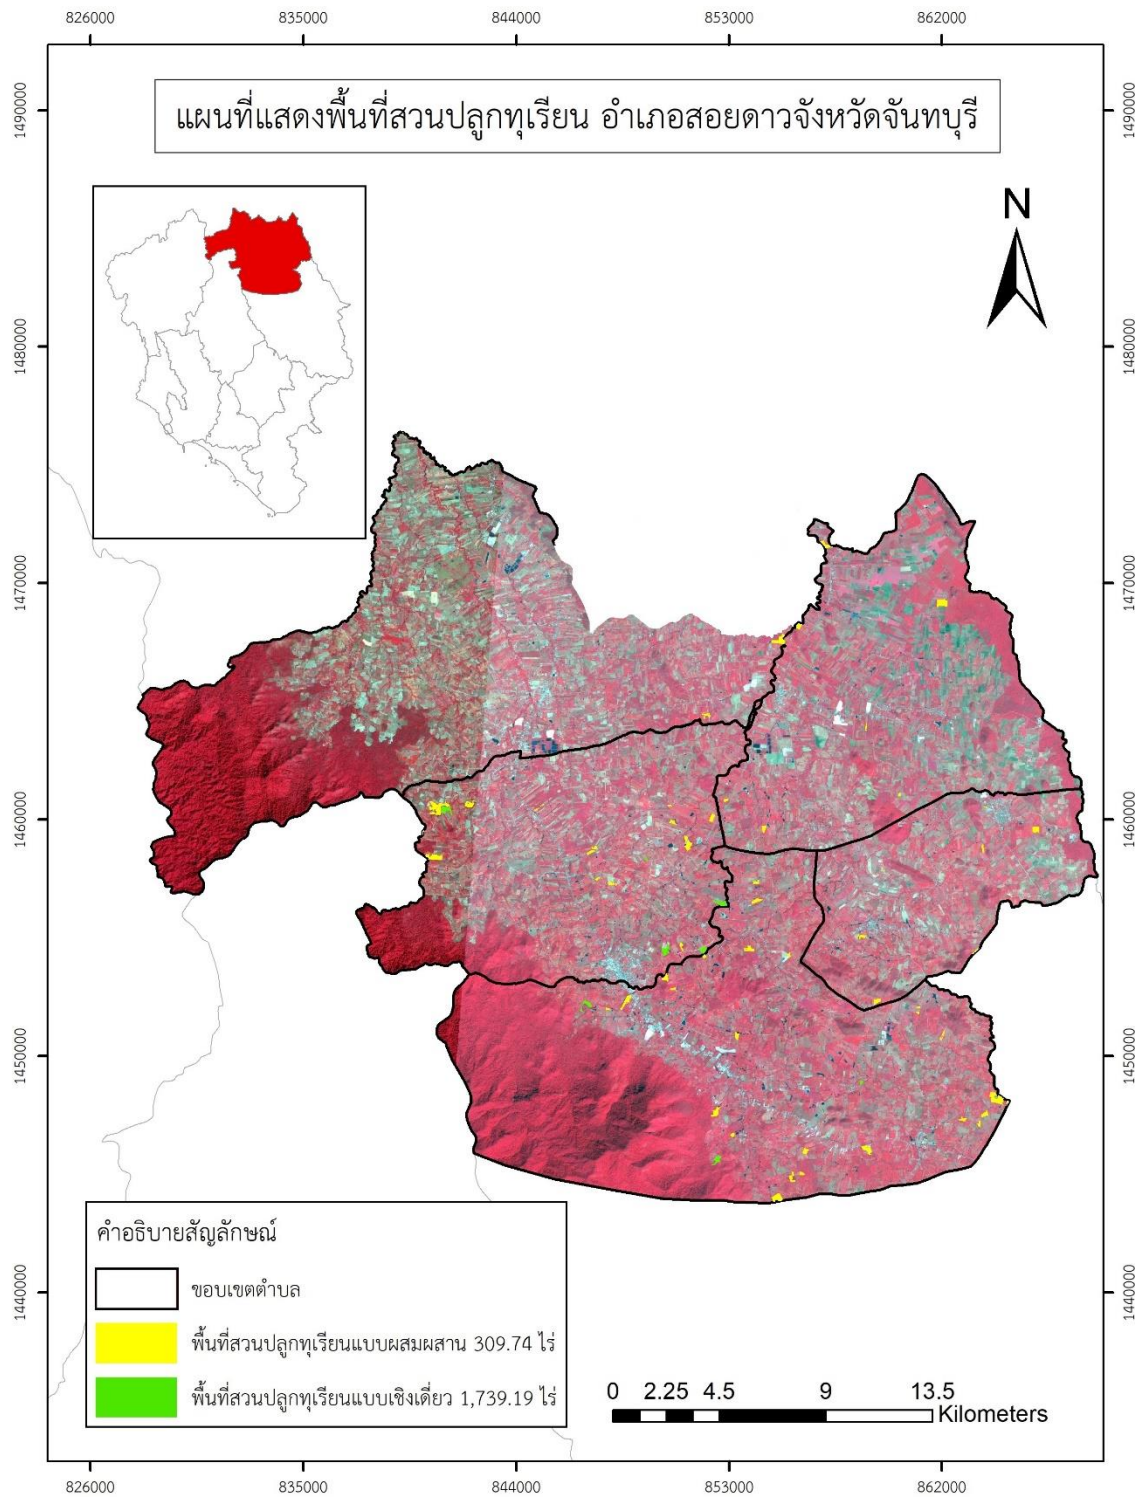 826000 835000 844000 853000 862000
แผนที่แสดงพื้นที่สวนปลูกทุเรียน อำเภอสอยดาวจังหวัดจันทบุรี
N
1490000 1490000
1480000 1480000
1470000 1470000
1460000 1460000
1450000 1450000
1440000 1440000
คำอธิบายสัญลักษณ์
ขอบเขตตำบล
พื้นที่สวนปลูกทุเรียนแบบผสมผสาน 309.74 ไร่
พื้นที่สวนปลูกทุเรียนแบบเชิงเดี่ยว 1,739.19 ไร่
0 2.25 4.5 9 13.5
Kilometers
826000 835000 844000 853000 862000